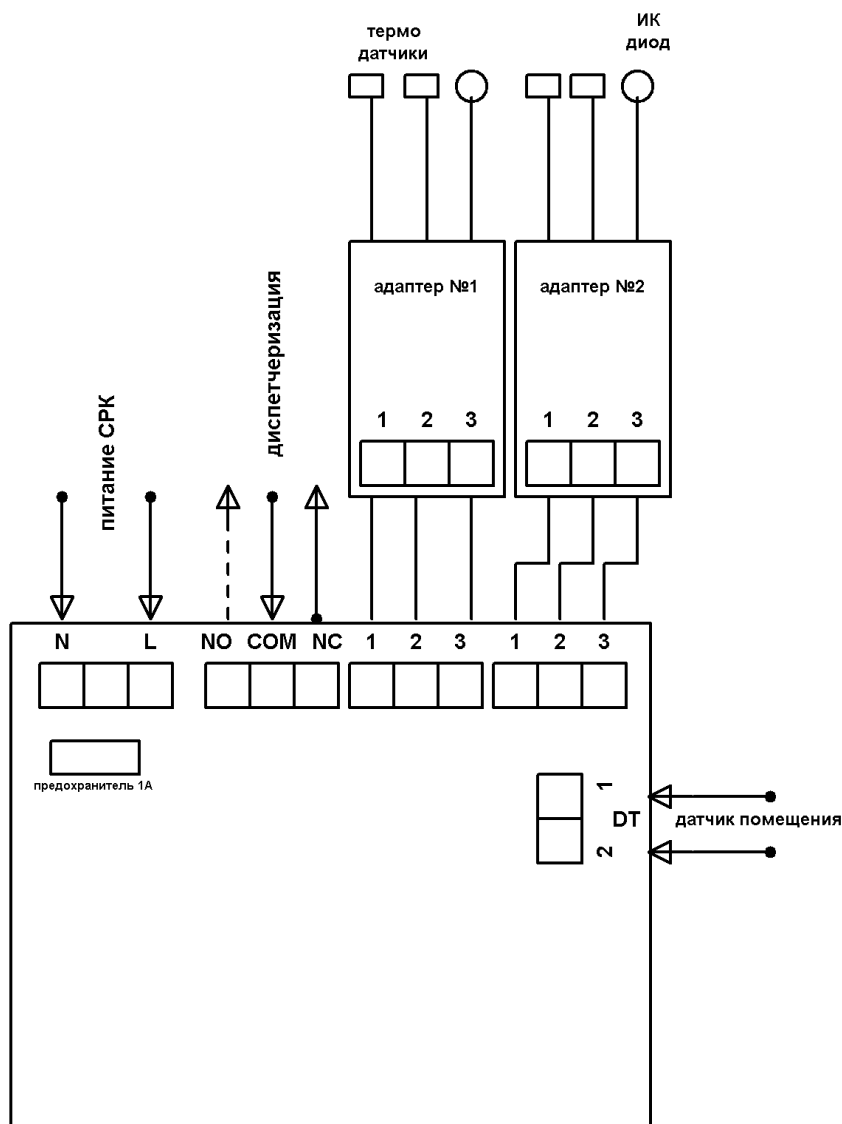 термо
датчики
ИК
диод
адаптер №1
адаптер №2
1 2 3
1 2 3
питание СРК
диспетчеризация
N L NO COM NC 1 2 3 1 2 3
предохранитель 1А
1
DT
2
датчик помещения